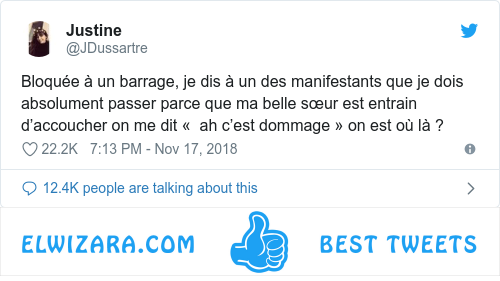 Justine
@JDussartre
Bloquée à un barrage, je dis à un des manifestants que je dois
absolument passer parce que ma belle sœur est entrain
d’accoucher on me dit «  ah c’est dommage » on est où là ?
22.2K 7:13 PM - Nov 17, 2018
12.4K people are talking about this
ELWIZARA.COM BEST TWEETS